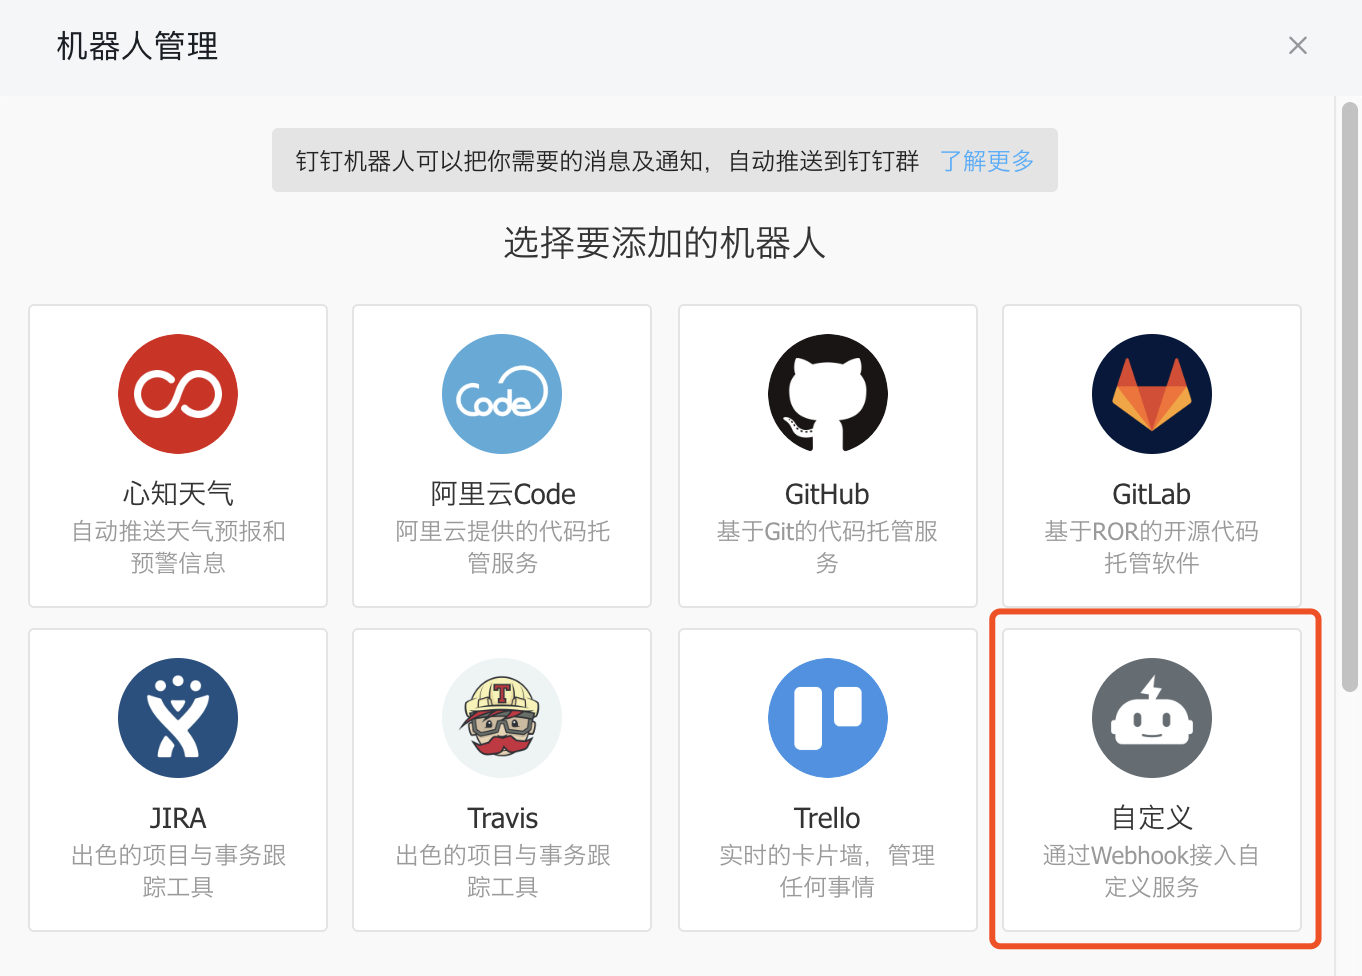 机器人管理
钉钉机器人可以把你需要的消息及通知，自动推送到钉钉群 了解更多
选择要添加的机器人
Code
心知天气
自动推送天气预报和
预警信息
阿里云Code
阿里云提供的代码托
管服务
GitHub
基于Git的代码托管服
务
GitLab
基于ROR的开源代码
托管软件
T
JIRA
出色的项目与事务跟
踪工具
Travis
出色的项目与事务跟
踪工具
Trello
实时的卡片墙，管理
任何事情
自定义
通过Webhook接入自
定义服务